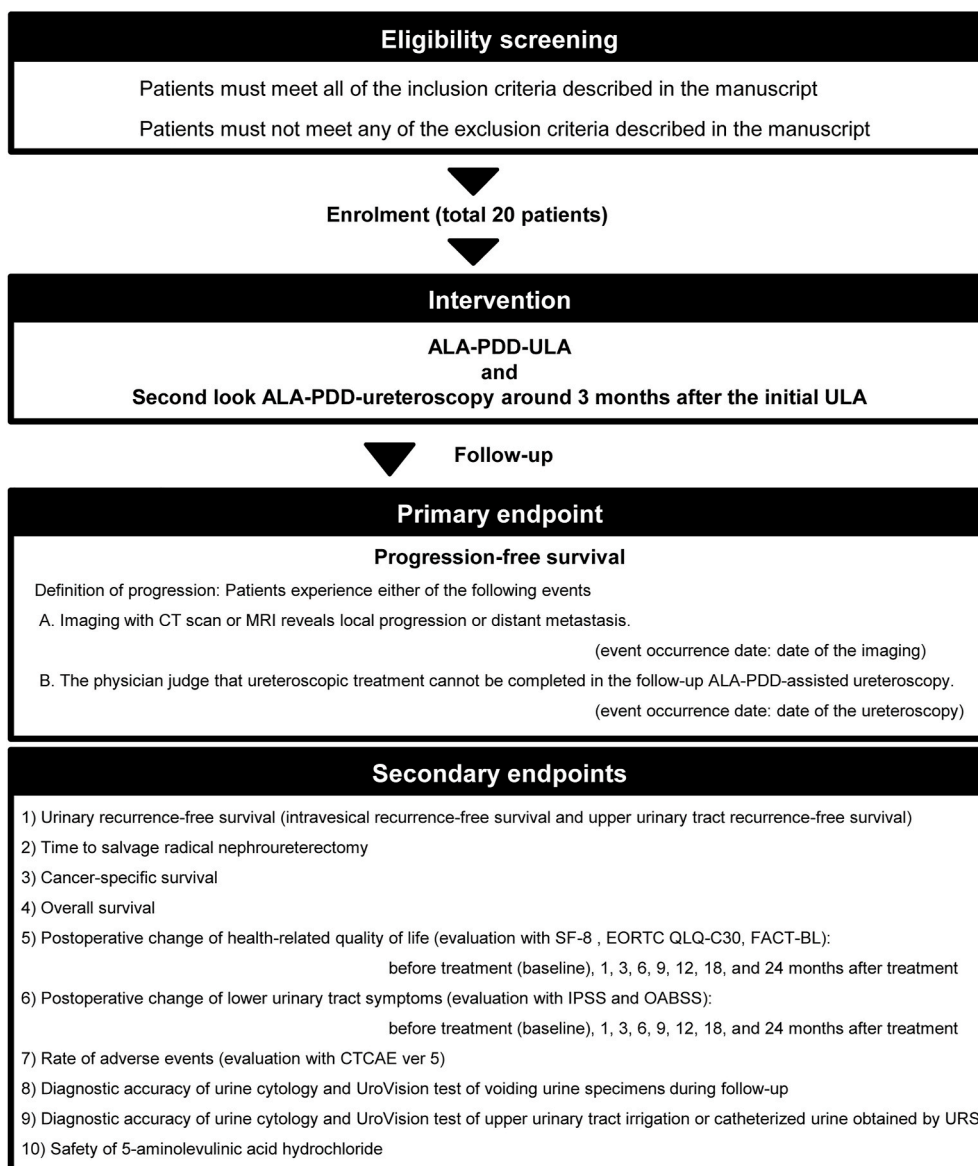 Eligibility screening
Patients must meet all of the inclusion criteria described in the manuscript
Patients must not meet any of the exclusion criteria described in the manuscript
Enrolment (total 20 patients)
Intervention
ALA-PDD-ULA
and
Second look ALA-PDD-ureteroscopy around 3 months after the initial ULA
Follow-up
Primary endpoint
Progression-free survival
Definition of progression: Patients experience either of the following events
A. Imaging with CT scan or MRI reveals local progression or distant metastasis.
(event occurrence date: date of the imaging)
B. The physician judge that ureteroscopic treatment cannot be completed in the follow-up ALA-PDD-assisted ureteroscopy.
(event occurrence date: date of the ureteroscopy)
Secondary endpoints
1) Urinary recurrence-free survival (intravesical recurrence-free survival and upper urinary tract recurrence-free survival)
2) Time to salvage radical nephroureterectomy
3) Cancer-specific survival
4) Overall survival
5) Postoperative change of health-related quality of life (evaluation with SF-8 , EORTC QLQ-C30, FACT-BL):
before treatment (baseline), 1, 3, 6, 9, 12, 18, and 24 months after treatment
6) Postoperative change of lower urinary tract symptoms (evaluation with IPSS and OABSS):
before treatment (baseline), 1, 3, 6, 9, 12, 18, and 24 months after treatment
7) Rate of adverse events (evaluation with CTCAE ver 5)
8) Diagnostic accuracy of urine cytology and UroVision test of voiding urine specimens during follow-up
9) Diagnostic accuracy of urine cytology and UroVision test of upper urinary tract irrigation or catheterized urine obtained by URS
10) Safety of 5-aminolevulinic acid hydrochloride